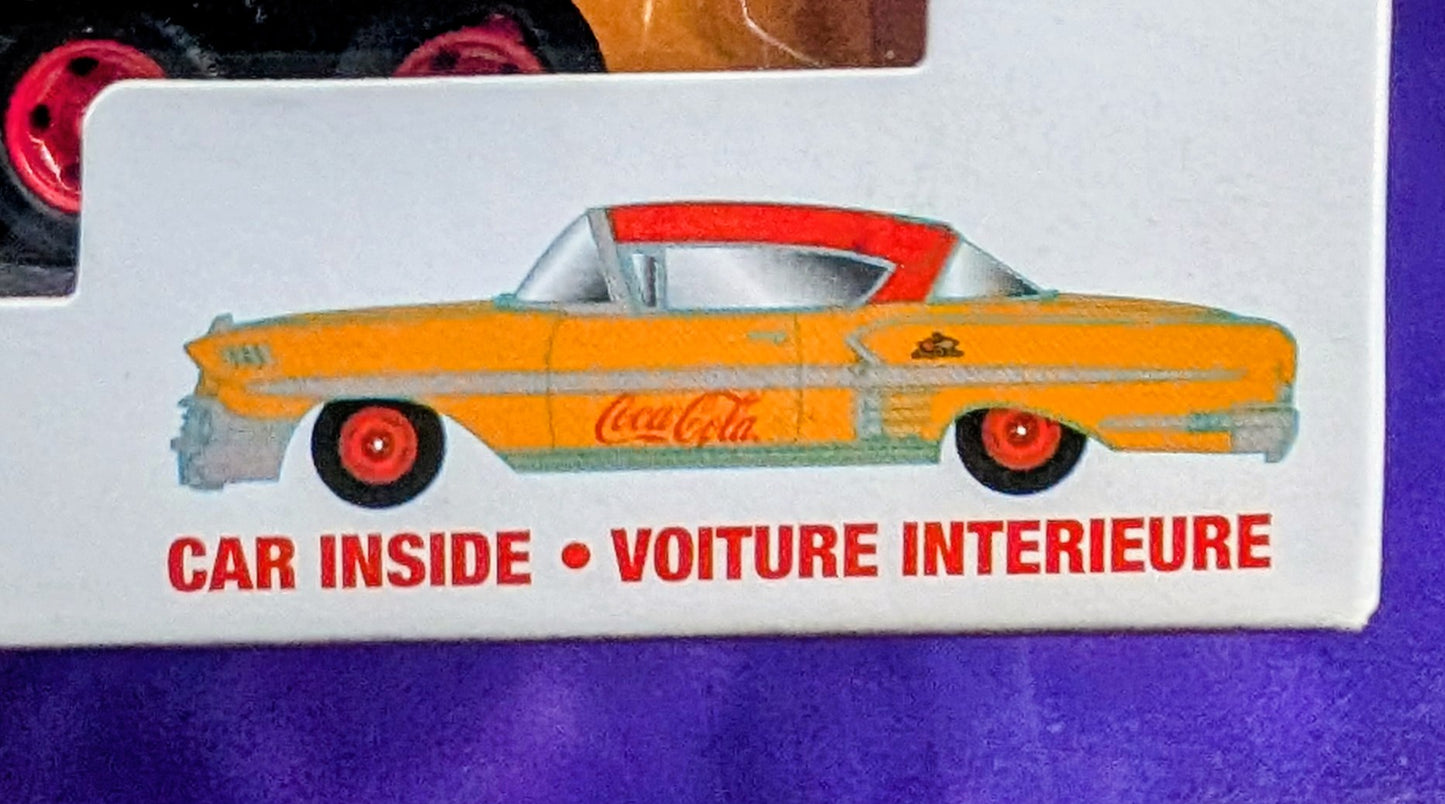 Coca-Cola
CAR INSIDE • VOITURE INTERIEURE